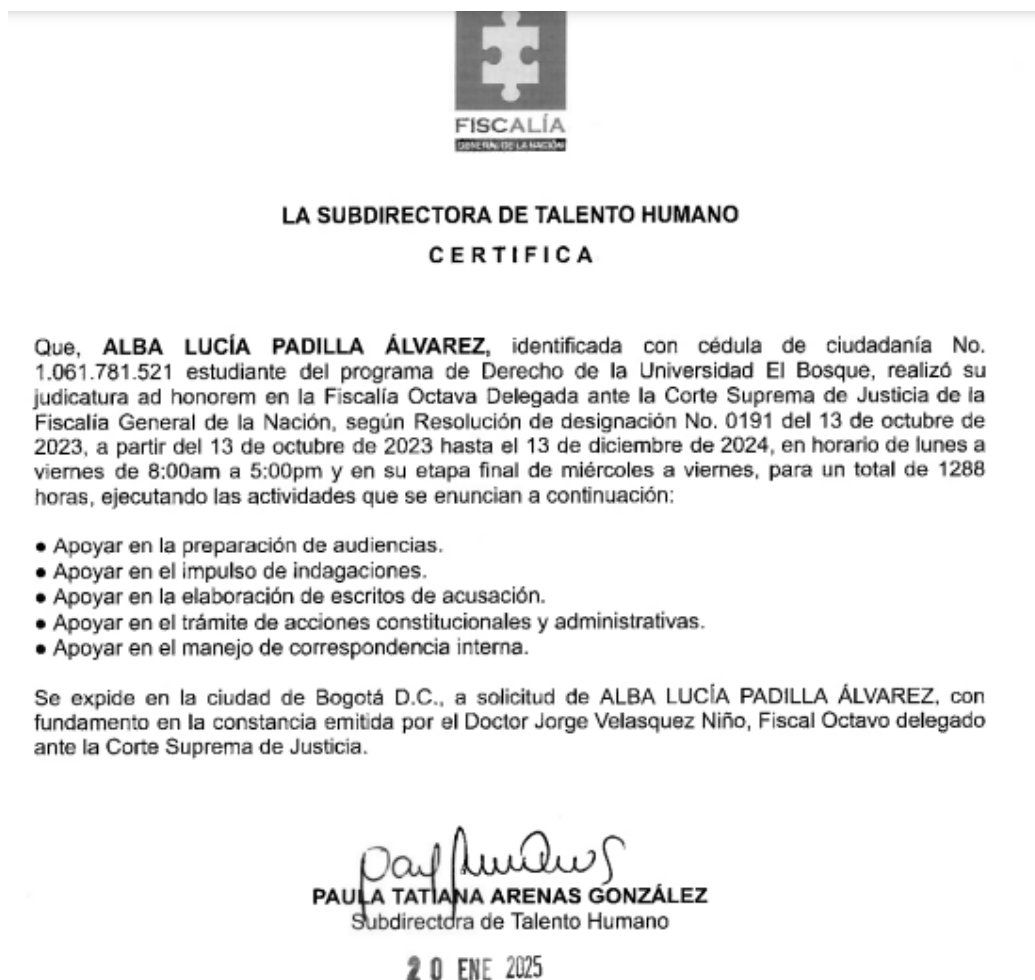 FISCALÍA
GENERAL DE LA NACIÓN
LA SUBDIRECTORA DE TALENTO HUMANO
CERTIFICA
Que, ALBA LUCÍA PADILLA ÁLVAREZ, identificada con cédula de ciudadanía No.
1.061.781.521 estudiante del programa de Derecho de la Universidad El Bosque, realizó su
judicatura ad honorem en la Fiscalía Octava Delegada ante la Corte Suprema de Justicia de la
Fiscalía General de la Nación, según Resolución de designación No. 0191 del 13 de octubre de
2023, a partir del 13 de octubre de 2023 hasta el 13 de diciembre de 2024, en horario de lunes a
viernes de 8:00am a 5:00pm y en su etapa final de miércoles a viernes, para un total de 1288
horas, ejecutando las actividades que se enuncian a continuación:
● Apoyar en la preparación de audiencias.
● Apoyar en el impulso de indagaciones.
● Apoyar en la elaboración de escritos de acusación.
● Apoyar en el trámite de acciones constitucionales y administrativas.
● Apoyar en el manejo de correspondencia interna.
Se expide en la ciudad de Bogotá D.C., a solicitud de ALBA LUCÍA PADILLA ÁLVAREZ, con
fundamento en la constancia emitida por el Doctor Jorge Velasquez Niño, Fiscal Octavo delegado
ante la Corte Suprema de Justicia.
PAULA TATIANA ARENAS GONZÁLEZ
Subdirectora de Talento Humano
20 ENE 2025